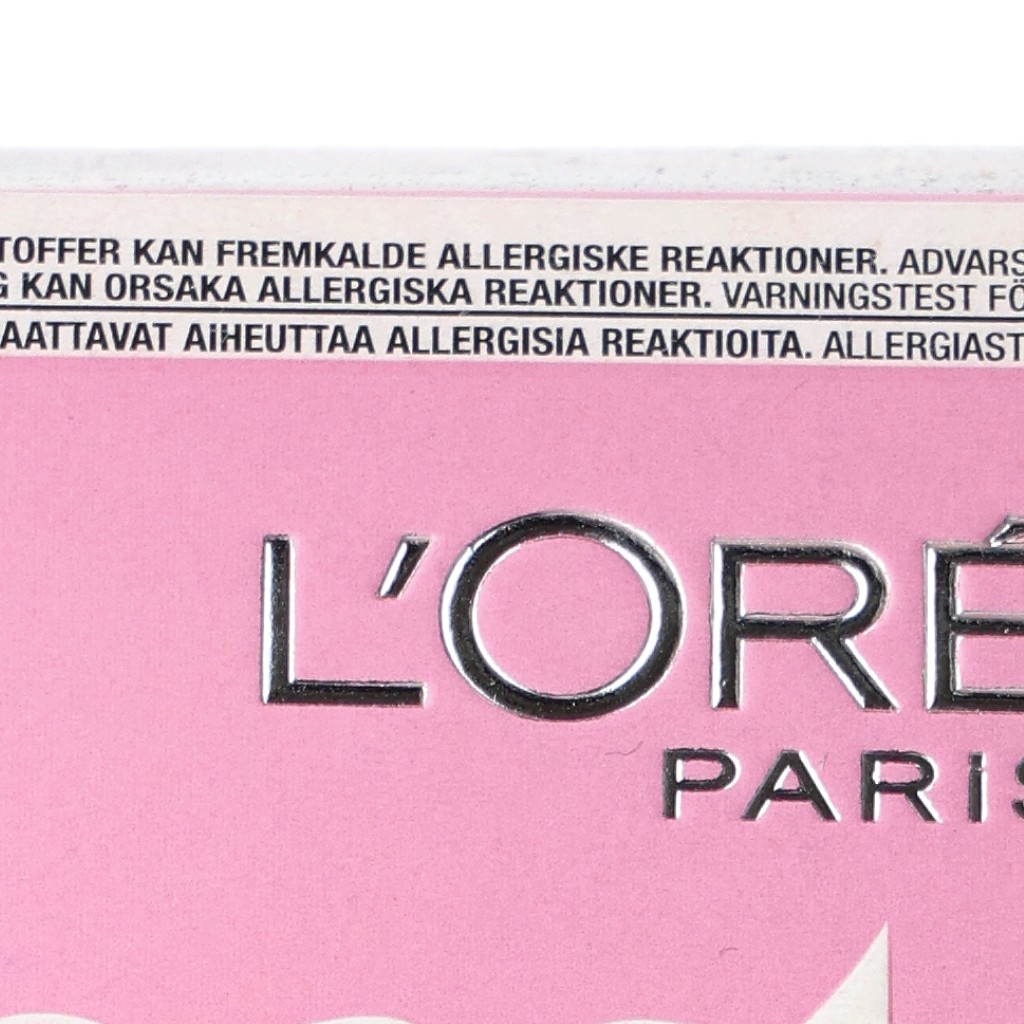 TOFFER KAN FREMKALDE ALLERGISKE REAKTIONER. ADVARS
G KAN ORSAKA ALLERGISKA REAKTIONER. VARNINGSTEST FÖ
AATTAVAT AiHEUTTAA ALLERGISIA REAKTIOITA. ALLERGIAST
L'ORÉ
PARiS